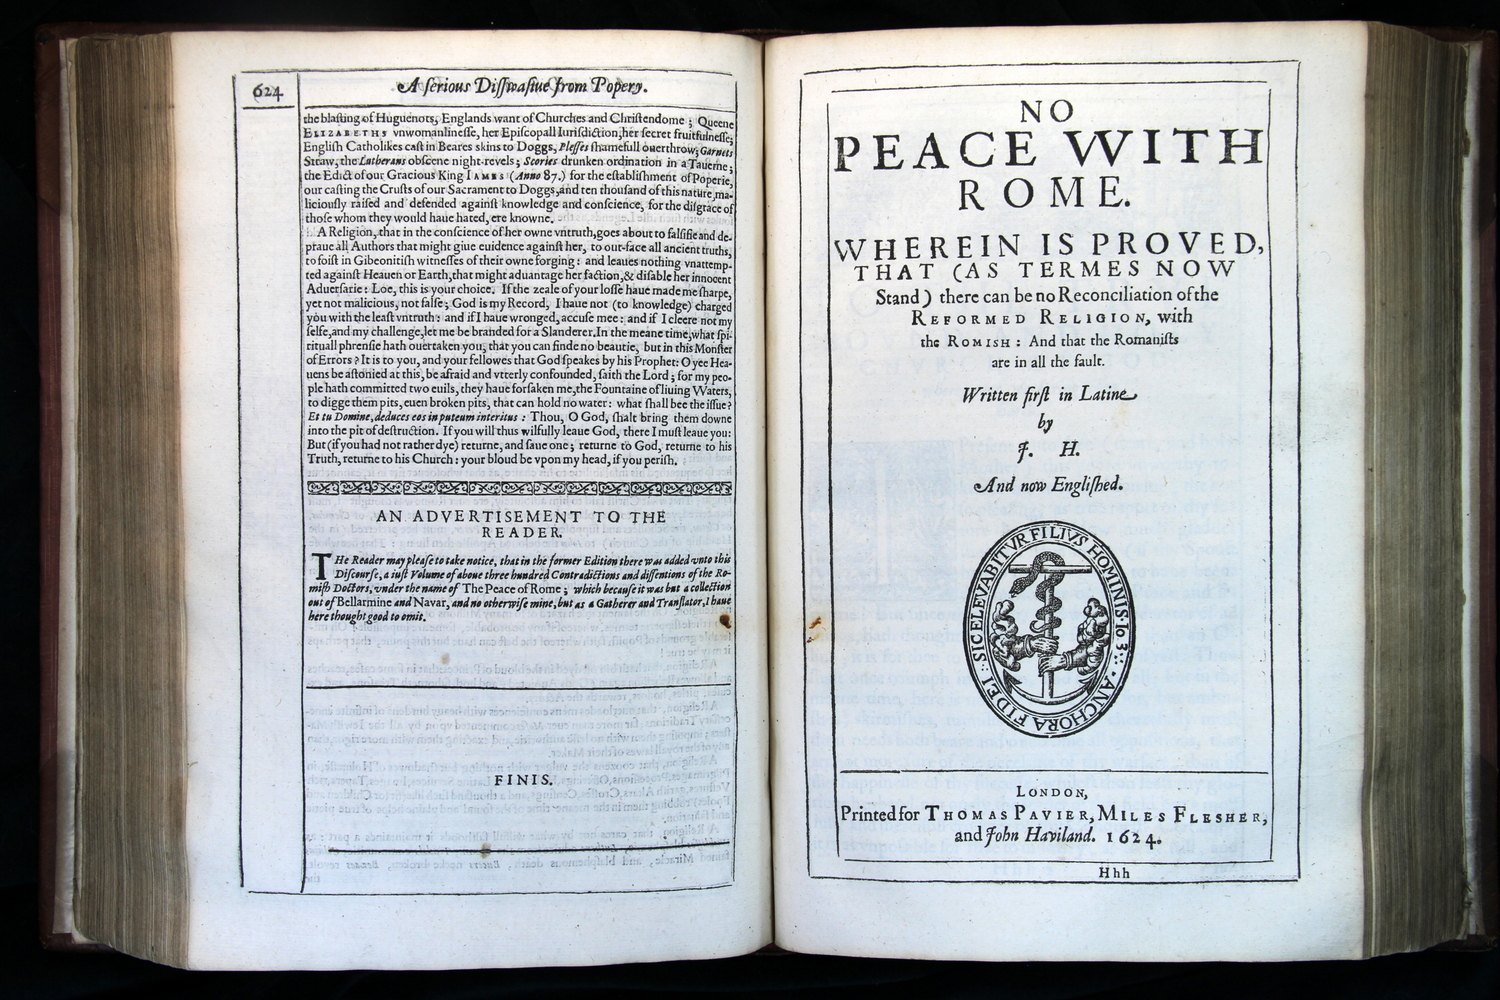 624
A ſerious Diſſwaſiue from Popery.
the blaſting of Huguenots, Englands want of Churches and Chriſtendome ; Queene
ELIZABETHS vnwomanlineſſe, her Epiſcopall Iuriſdiction, her ſecret fruitfulneſſe;
Engliſh Catholikes caſt in Beares skins to Doggs, Pleſſes ſhamefull ouerthrow; Garnets
Straw, the Lutherans obſcene night-reuels ; Scories drunken ordination in a Tauerne ;
the Edict of our Gracious King IAMES (Anno 87.) for the eſtabliſhment of Poperie,
our caſting the Cruſts of our Sacrament to Doggs, and ten thouſand of this nature, ma-
liciouſly raiſed and defended againſt knowledge and conſcience, for the diſgrace of
thoſe whom they would haue hated, ere knowne.
A Religion, that in the conſcience of her owne vntruth, goes about to falſifie and de-
praue all Authors that might giue euidence againſt her, to out-face all ancient truths,
to foiſt in Gibeonitiſh witneſſes of their owne forging : and leaues nothing vnattemp-
ted againſt Heauen or Earth, that might aduantage her faction, & diſable her innocent
Aduerſarie : Loe, this is your choice. If the zeale of your loſſe haue made me ſharpe,
yet not malicious, not falſe ; God is my Record, I haue not (to knowledge) charged
you with the leaſt vntruth : and if I haue wronged, accuſe mee : and if I cleere not my
ſelfe, and my challenge, let me be branded for a Slanderer. In the meane time, what ſpi-
rituall phrenſie hath ouertaken you, that you can finde no beautie, but in this Monſter
of Errors ? It is to you, and your fellowes that God ſpeakes by his Prophet: O yee Hea-
uens be aſtonied at this, be afraid and vtterly confounded, ſaith the Lord ; for my peo-
ple hath committed two euils, they haue forſaken me, the Fountaine of liuing Waters,
to digge them pits, euen broken pits, that can hold no water : what ſhall bee the iſſue?
Et tu Domine, deduces eos in puteum interitus : Thou, O God, ſhalt bring them downe
into the pit of deſtruction. If you will thus wilfully leaue God, there I muſt leaue you:
But (if you had not rather dye) returne, and ſaue one ; returne to God, returne to his
Truth, returne to his Church : your bloud be vpon my head, if you periſh.
AN ADVERTISEMENT TO THE
READER.
THe Reader may pleaſe to take notice, that in the former Edition there was added vnto this
Diſcourſe, a iuſt Volume of aboue three hundred Contradictions and diſſentions of the Ro-
miſh Doctors, vnder the name of The Peace of Rome ; which becauſe it was but a collection
out of Bellarmine and Navar, and no otherwiſe mine, but as a Gatherer and Tranſlator, I haue
here thought good to omit.
FINIS.
NO
PEACE WITH
ROME.
WHEREIN IS PROVED,
THAT (AS TERMES NOW
Stand) there can be no Reconciliation of the
REFORMED RELIGION, with
the ROMISH : And that the Romaniſts
are in all the fault.
Written firſt in Latine
by
J. H.
And now Engliſhed.
SIC ELEVABITVR FILIVS HOMINIS · Io 3 · ANCHORA FIDEI :
LONDON,
Printed for THOMAS PAVIER, MILES FLESHER,
and John Haviland. 1624.
Hhh